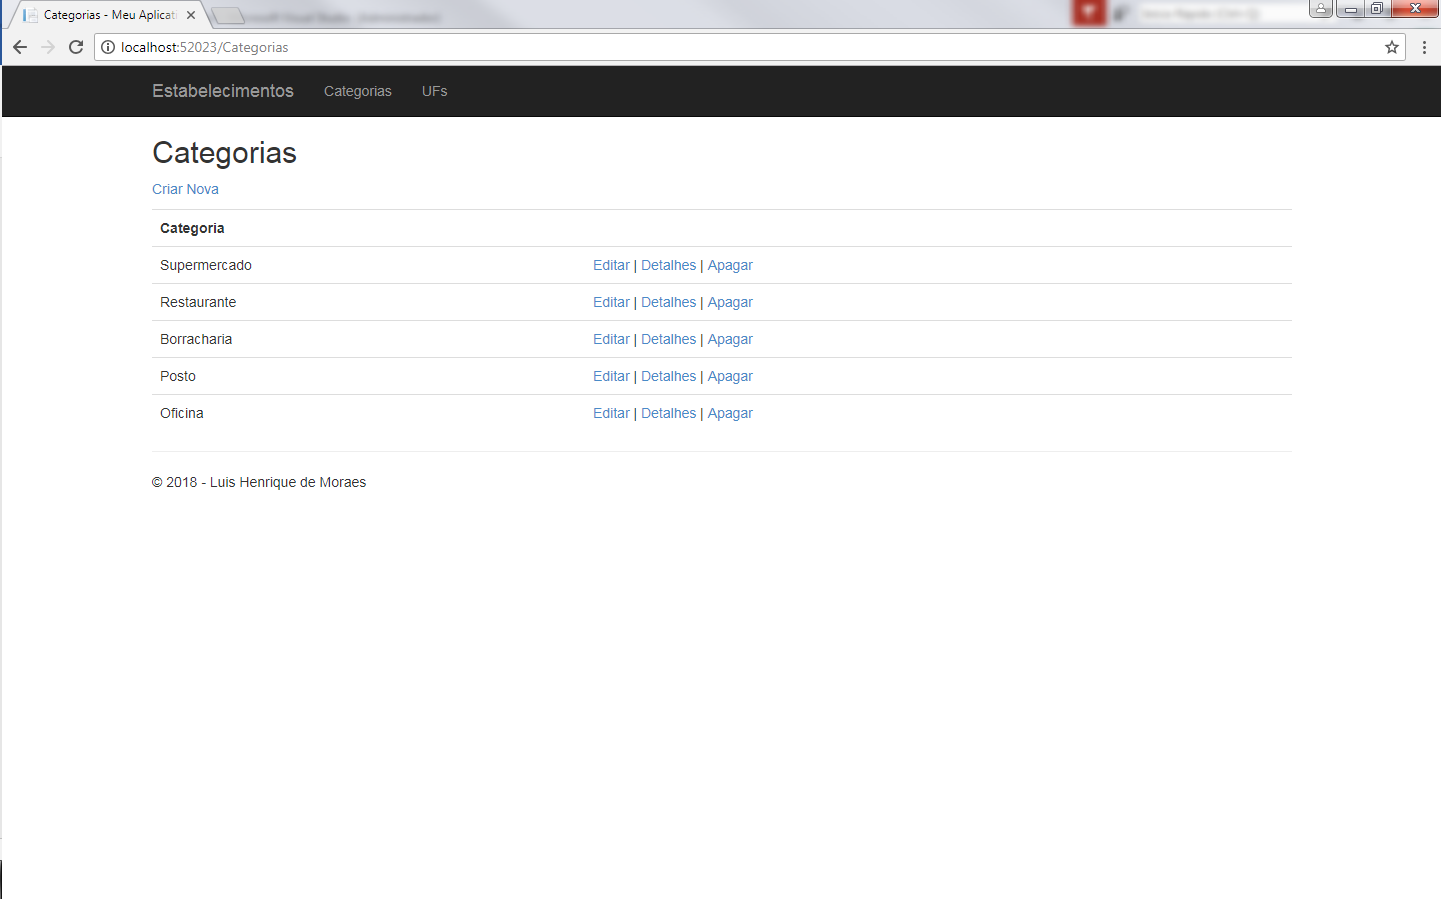 Categorias - Meu Aplicati
localhost:52023/Categorias
Estabelecimentos Categorias UFs
Categorias
Criar Nova
Categoria
Supermercado Editar | Detalhes | Apagar
Restaurante Editar | Detalhes | Apagar
Borracharia Editar | Detalhes | Apagar
Posto Editar | Detalhes | Apagar
Oficina Editar | Detalhes | Apagar
© 2018 - Luis Henrique de Moraes